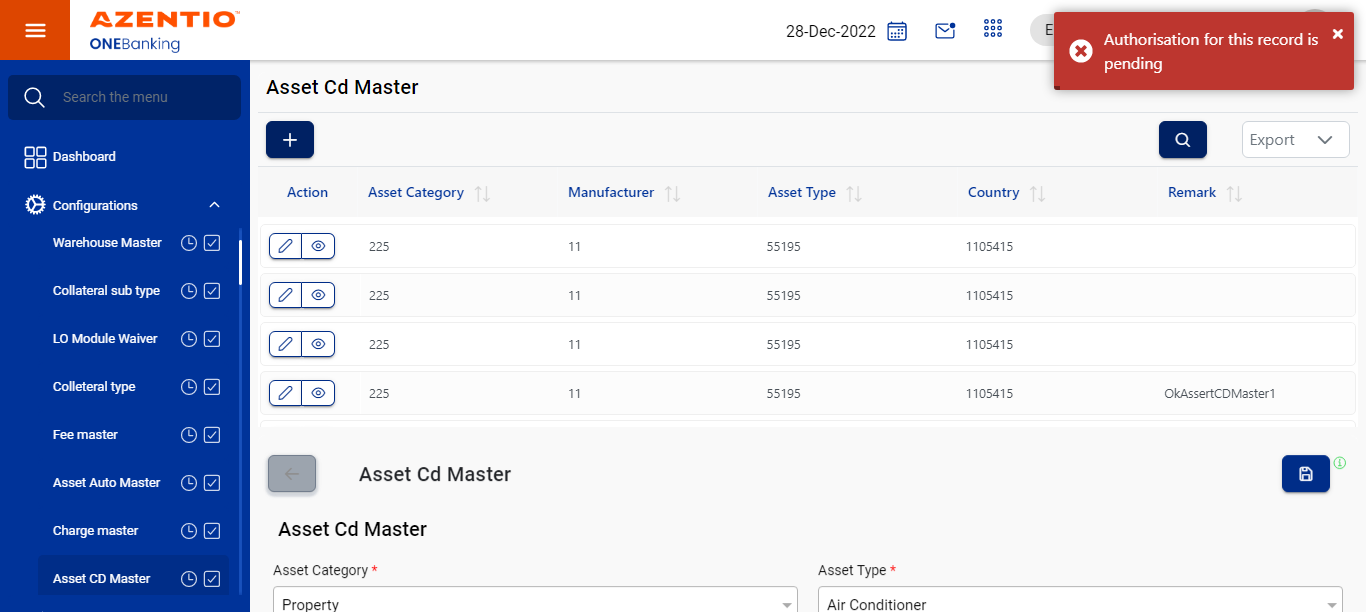 AZENTIO™
ONEBanking
28-Dec-2022
E
Authorisation for this record is
pending
Search the menu
Dashboard
Configurations
Warehouse Master
Collateral sub type
LO Module Waiver
Colleteral type
Fee master
Asset Auto Master
Charge master
Asset CD Master
Asset Cd Master
Export
Action Asset Category Manufacturer Asset Type Country Remark
225 11 55195 1105415
225 11 55195 1105415
225 11 55195 1105415
225 11 55195 1105415 OkAssertCDMaster1
Asset Cd Master
Asset Cd Master
Asset Category * Asset Type *
Property Air Conditioner